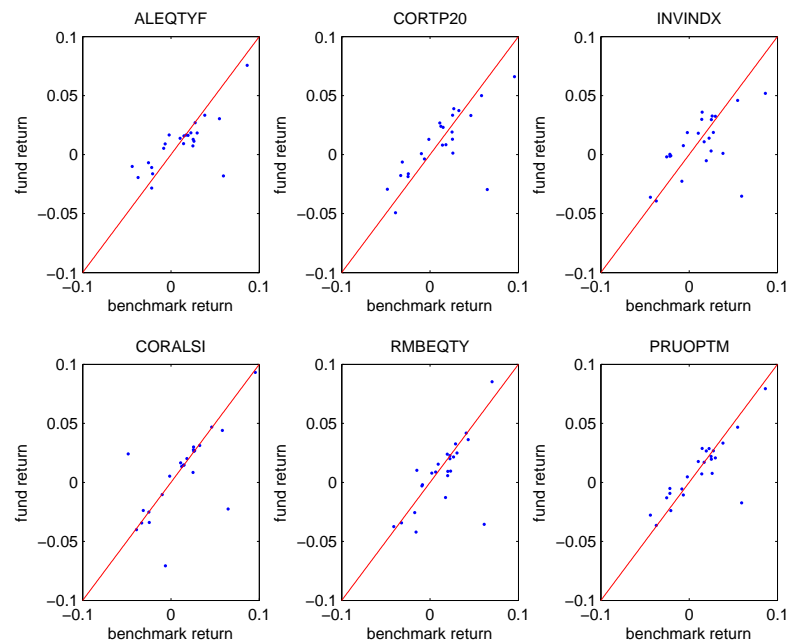 ALEQTYF CORTP20 INVINDX
0.1 0.1 0.1
0.05 0.05 0.05
fund return fund return fund return
0 0 0
−0.05 −0.05 −0.05
−0.1 −0.1 −0.1
−0.1 0 0.1 −0.1 0 0.1 −0.1 0 0.1
benchmark return benchmark return benchmark return
CORALSI RMBEQTY PRUOPTM
0.1 0.1 0.1
0.05 0.05 0.05
fund return fund return fund return
0 0 0
−0.05 −0.05 −0.05
−0.1 −0.1 −0.1
−0.1 0 0.1 −0.1 0 0.1 −0.1 0 0.1
benchmark return benchmark return benchmark return